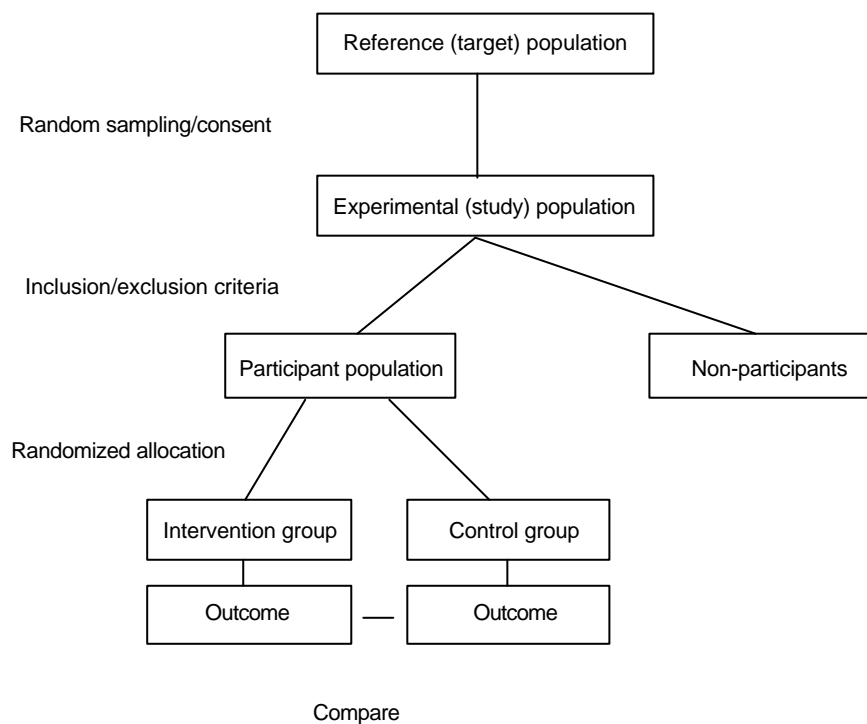 Reference (target) population
Random sampling/consent
Experimental (study) population
Inclusion/exclusion criteria
Participant population
Non-participants
Randomized allocation
Intervention group
Control group
Outcome
Outcome
Compare